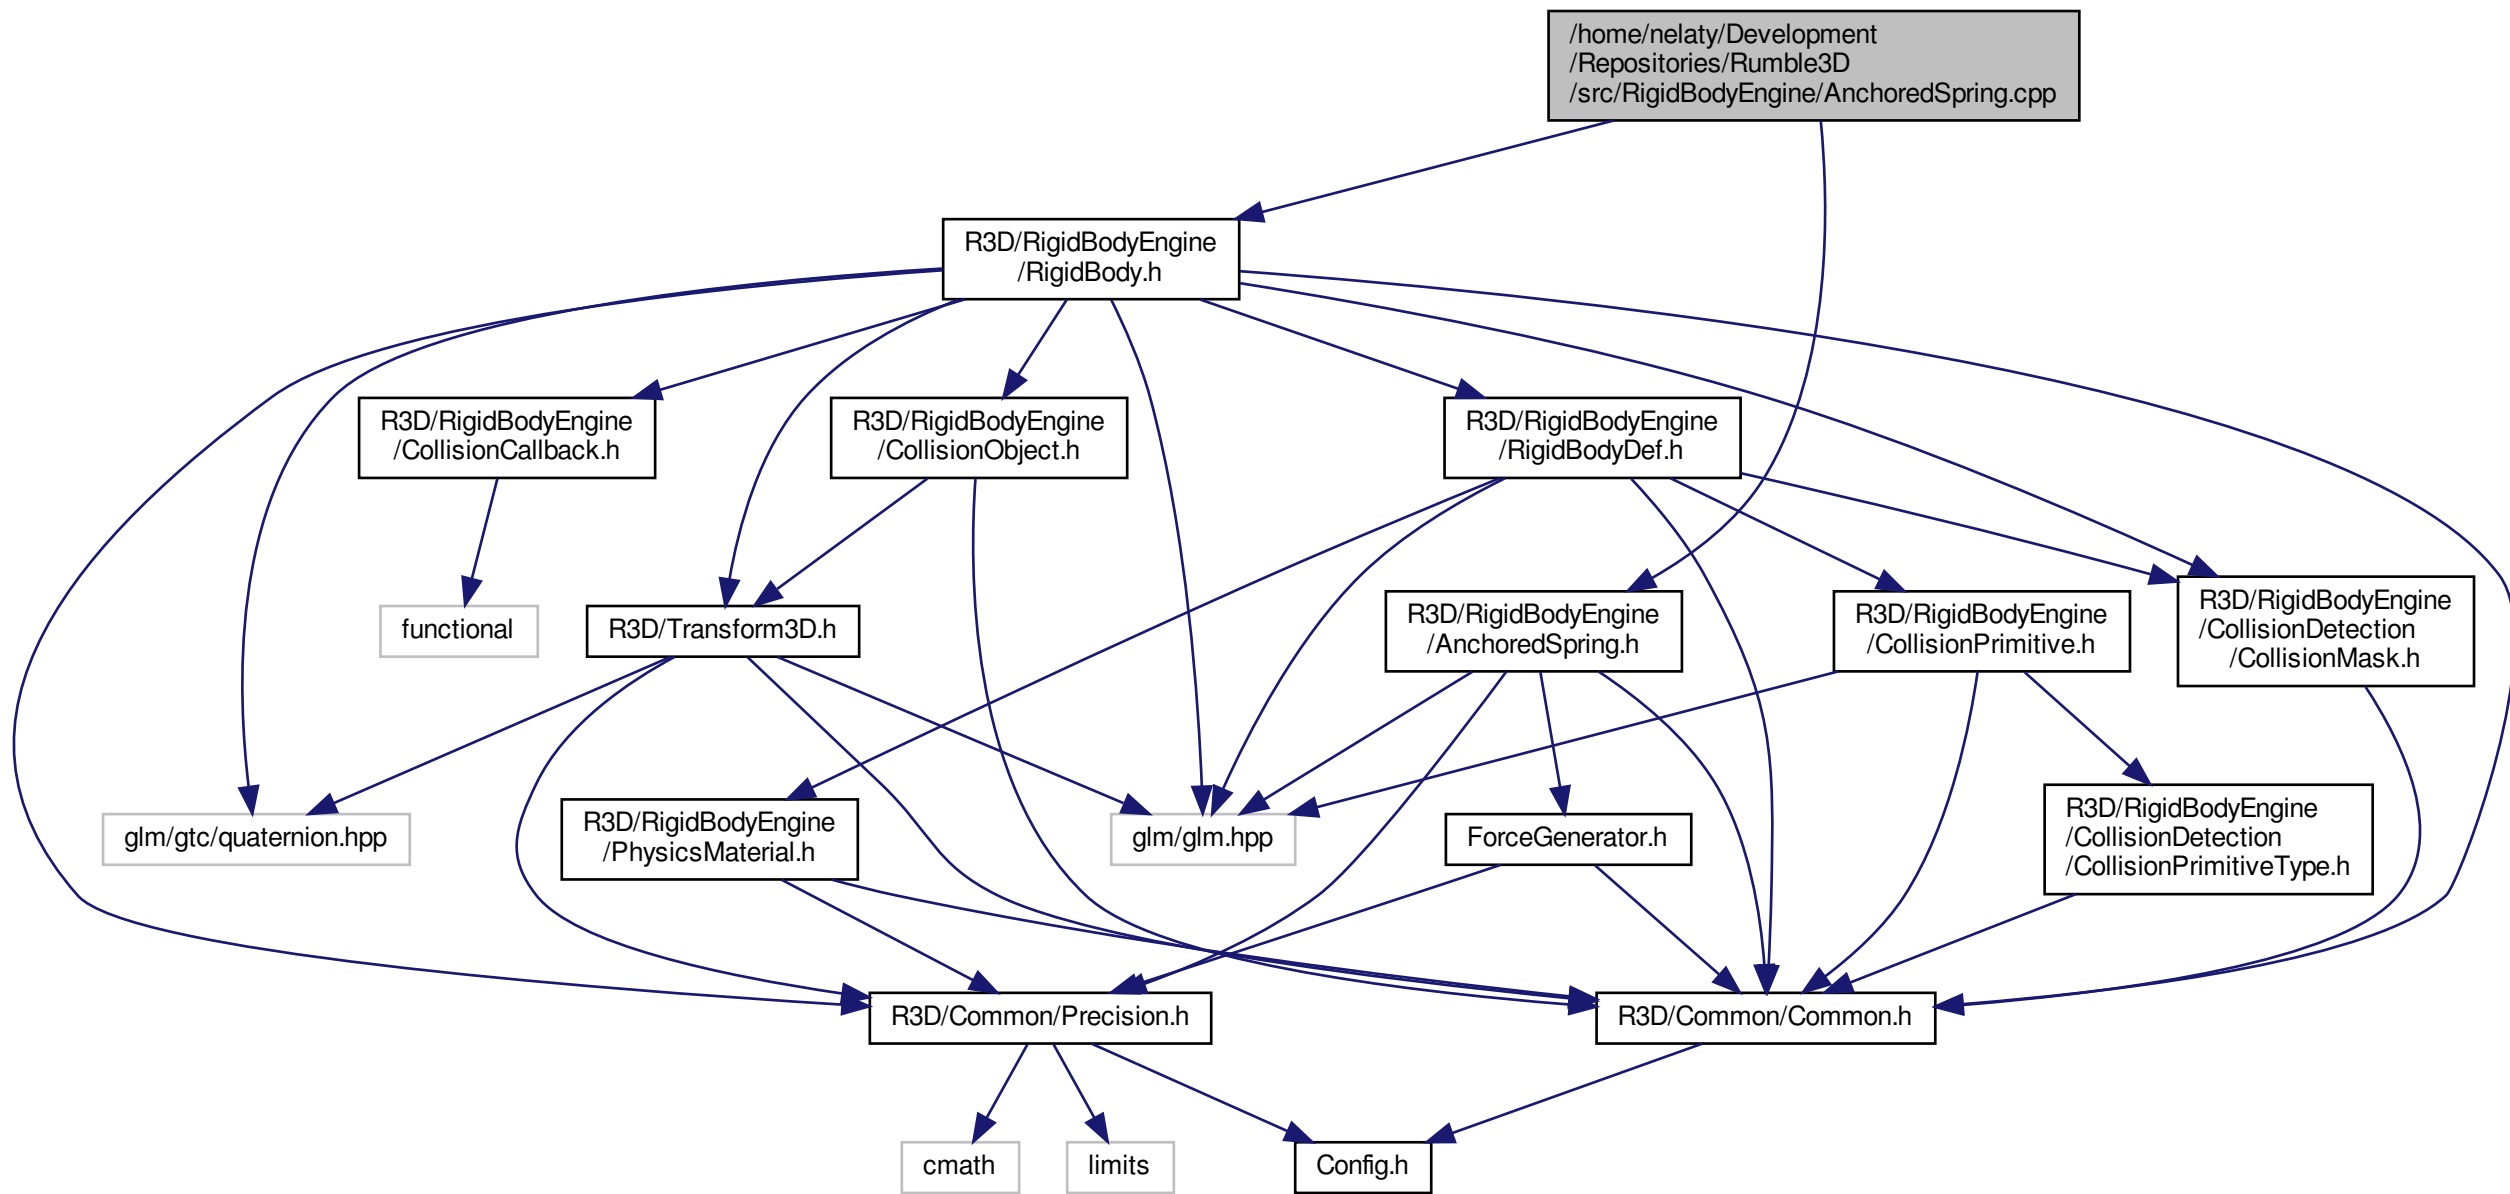 /home/nelaty/Development
/Repositories/Rumble3D
/src/RigidBodyEngine/AnchoredSpring.cpp
R3D/RigidBodyEngine
/RigidBody.h
R3D/RigidBodyEngine
/CollisionCallback.h
R3D/RigidBodyEngine
/CollisionObject.h
R3D/RigidBodyEngine
/RigidBodyDef.h
functional
R3D/Transform3D.h
R3D/RigidBodyEngine
/AnchoredSpring.h
R3D/RigidBodyEngine
/CollisionPrimitive.h
R3D/RigidBodyEngine
/CollisionDetection
/CollisionMask.h
glm/gtc/quaternion.hpp
R3D/RigidBodyEngine
/PhysicsMaterial.h
glm/glm.hpp
ForceGenerator.h
R3D/RigidBodyEngine
/CollisionDetection
/CollisionPrimitiveType.h
R3D/Common/Precision.h
R3D/Common/Common.h
cmath
limits
Config.h